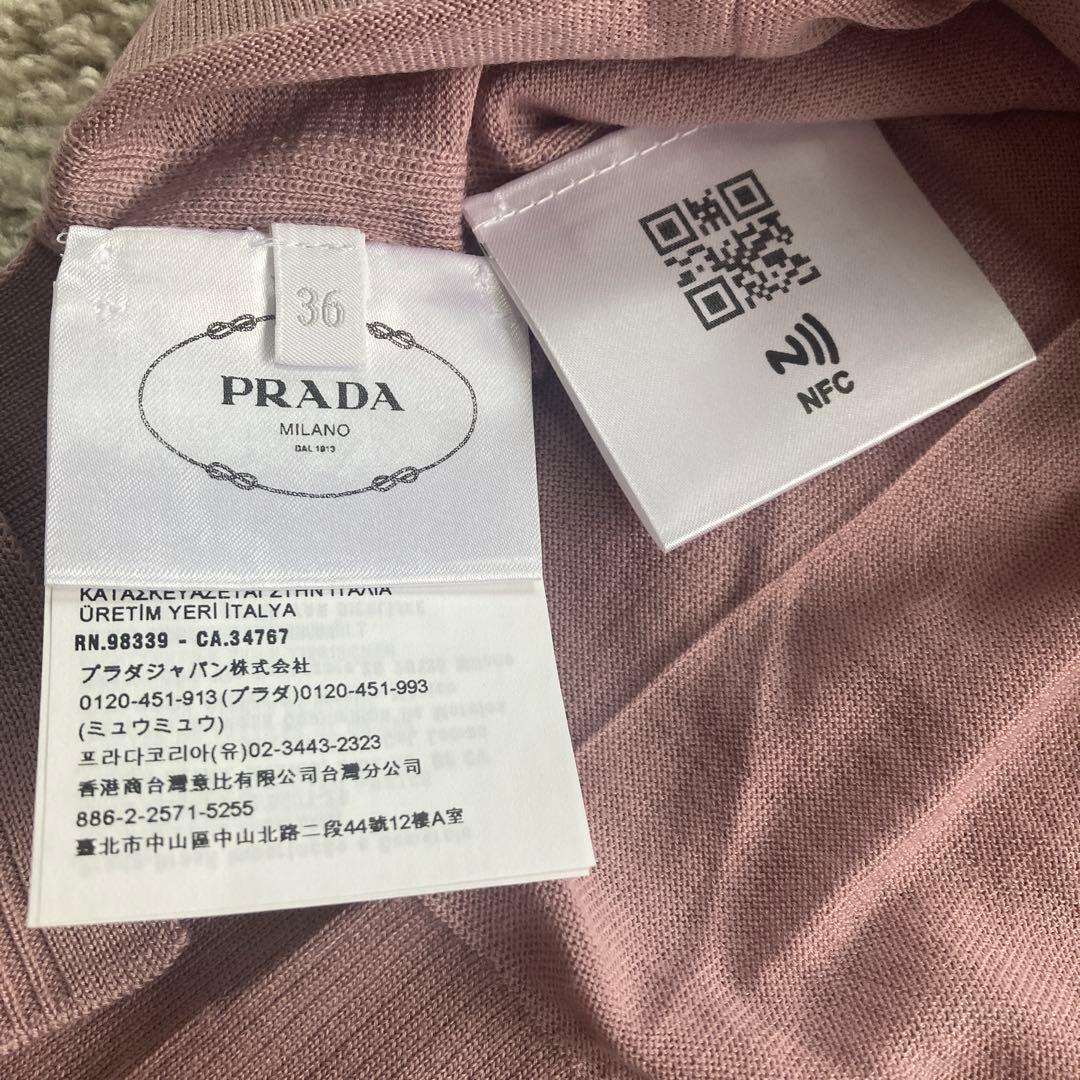 36
PRADA
MILANO
DAL 1913
NFC
ΚΑΤΑΣΚΕΥΑΖΕΤΑΙ ΣΤΗΝ ΙΤΑΛΙΑ
ÜRETİM YERİ İTALYA
RN.98339 - CA.34767
プラダジャパン株式会社
0120-451-913(プラダ)0120-451-993
(ミュウミュウ)
프라다코리아(유)02-3443-2323
香港商台灣意比有限公司台灣分公司
886-2-2571-5255
臺北市中山區中山北路二段44號12樓A室